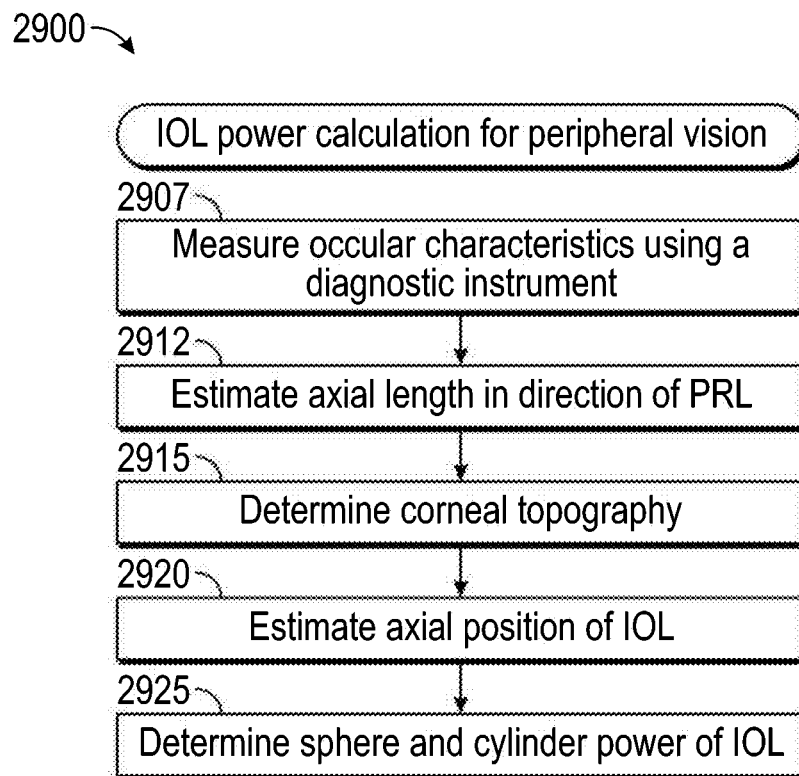 2900
IOL power calculation for peripheral vision
2907
Measure occular characteristics using a
diagnostic instrument
2912
Estimate axial length in direction of PRL
2915
Determine corneal topography
2920
Estimate axial position of IOL
2925
Determine sphere and cylinder power of IOL